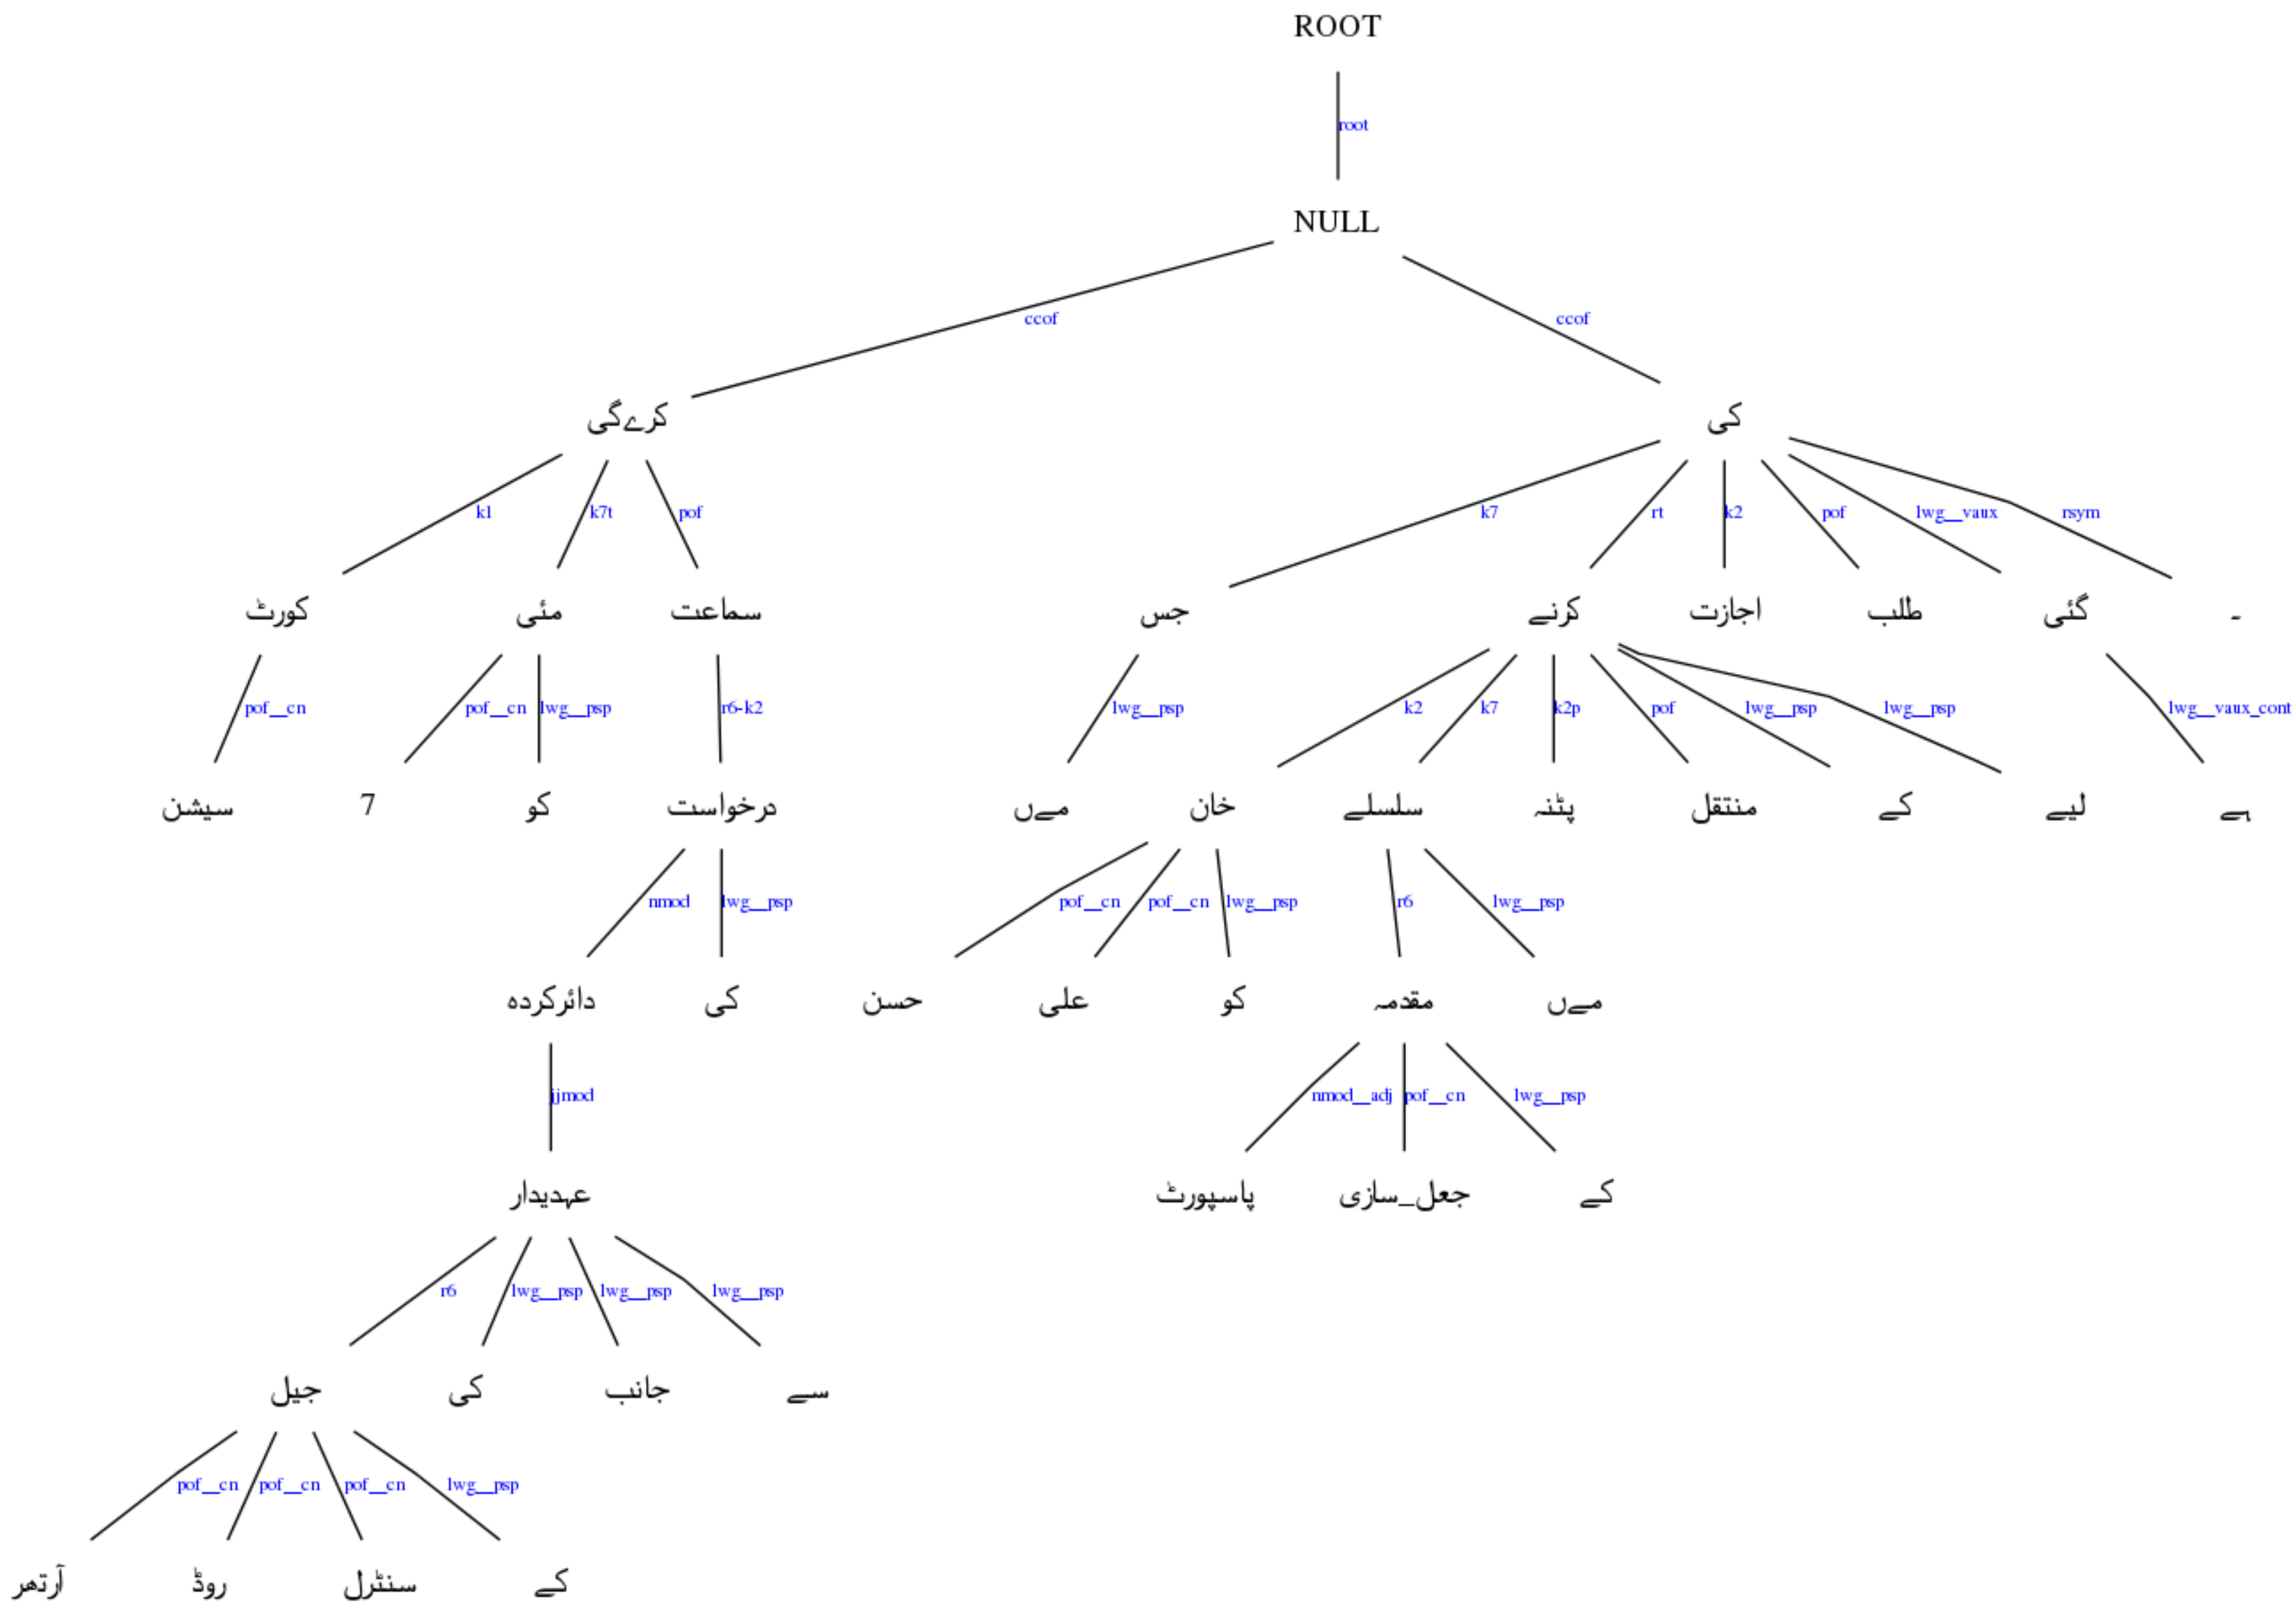 ROOT
root
NULL
ccof ccof
کرےگی کی
k1 k7t pof k7 rt k2 pof lwg__vaux rsym
کورٹ مئی سماعت جس کرنے اجازت طلب گئی ۔
pof__cn pof__cn lwg__psp r6-k2 lwg__psp k2 k7 k2p pof lwg__psp lwg__psp lwg__vaux_cont
سیشن 7 کو درخواست مےں خان سلسلے پٹنہ منتقل کے لیے ہے
nmod lwg__psp pof__cn pof__cn lwg__psp r6 lwg__psp
دائرکردہ کی حسن علی کو مقدمہ مےں
jjmod nmod__adj pof__cn lwg__psp
عہدیدار پاسپورٹ جعل_سازی کے
r6 lwg__psp lwg__psp lwg__psp
جیل کی جانب سے
pof__cn pof__cn pof__cn lwg__psp
آرتھر روڈ سنٹرل کے